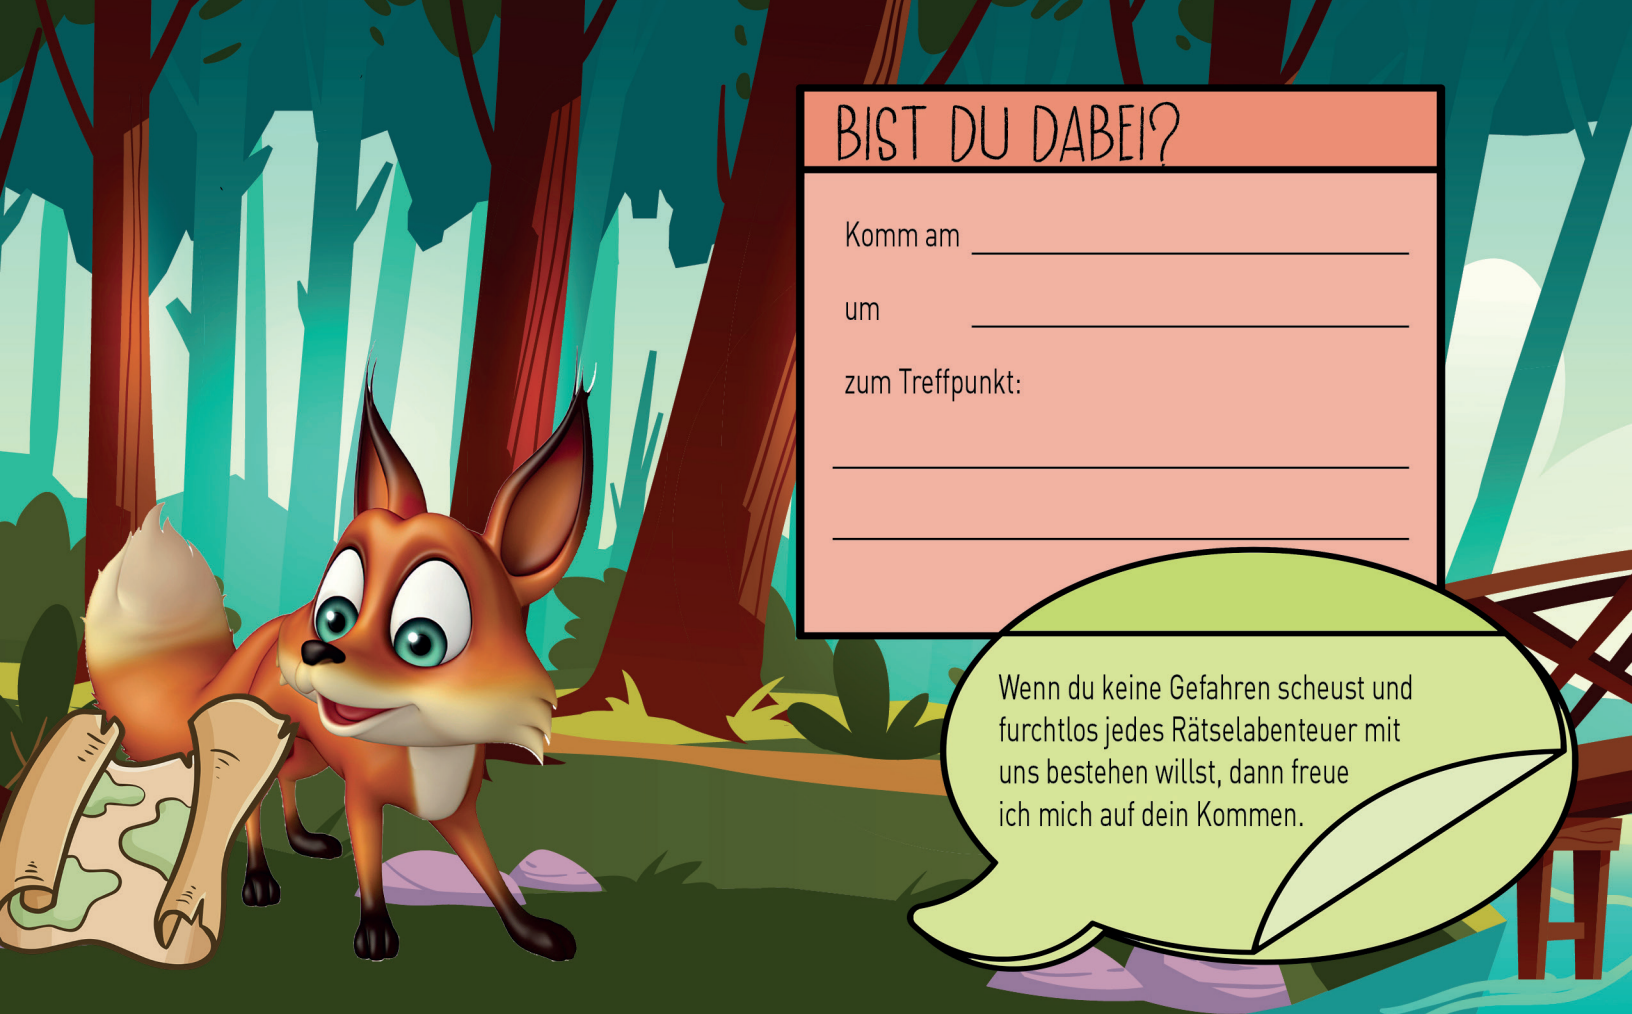 BIST DU DABEI?
Komm am
um
zum Treffpunkt:
Wenn du keine Gefahren scheust und
furchtlos jedes Rätselabenteuer mit
uns bestehen willst, dann freue
ich mich auf dein Kommen.